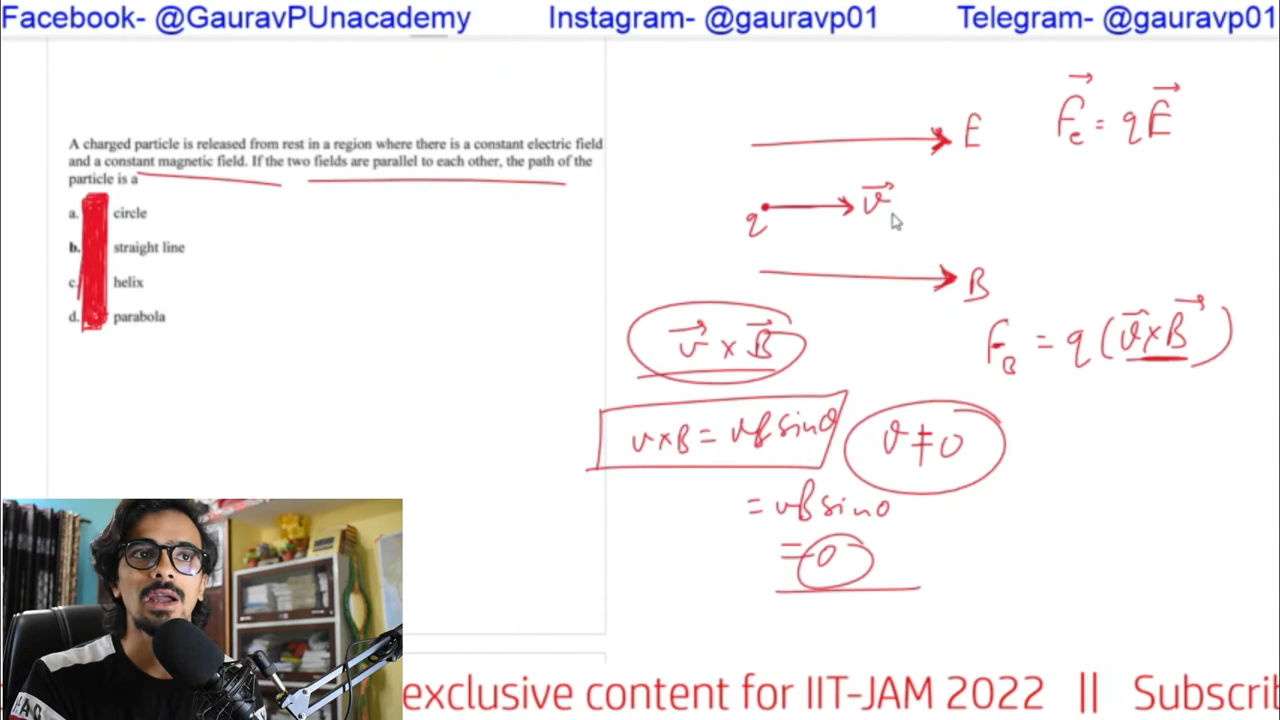 Facebook- @GauravPUnacademy Instagram- @gauravp01 Telegram- @gauravp01
A charged particle is released from rest in a region where there is a constant electric field
and a constant magnetic field. If the two fields are parallel to each other, the path of the
particle is a
a. circle
b. straight line
c. helix
d. parabola
E
F⃗e = qE⃗
q v⃗
B
F_B = q(v⃗×B⃗)
v⃗ × B⃗
v×B = vB sinθ
v ≠ 0
= vB sin0
= 0
exclusive content for IIT-JAM 2022 || Subscri